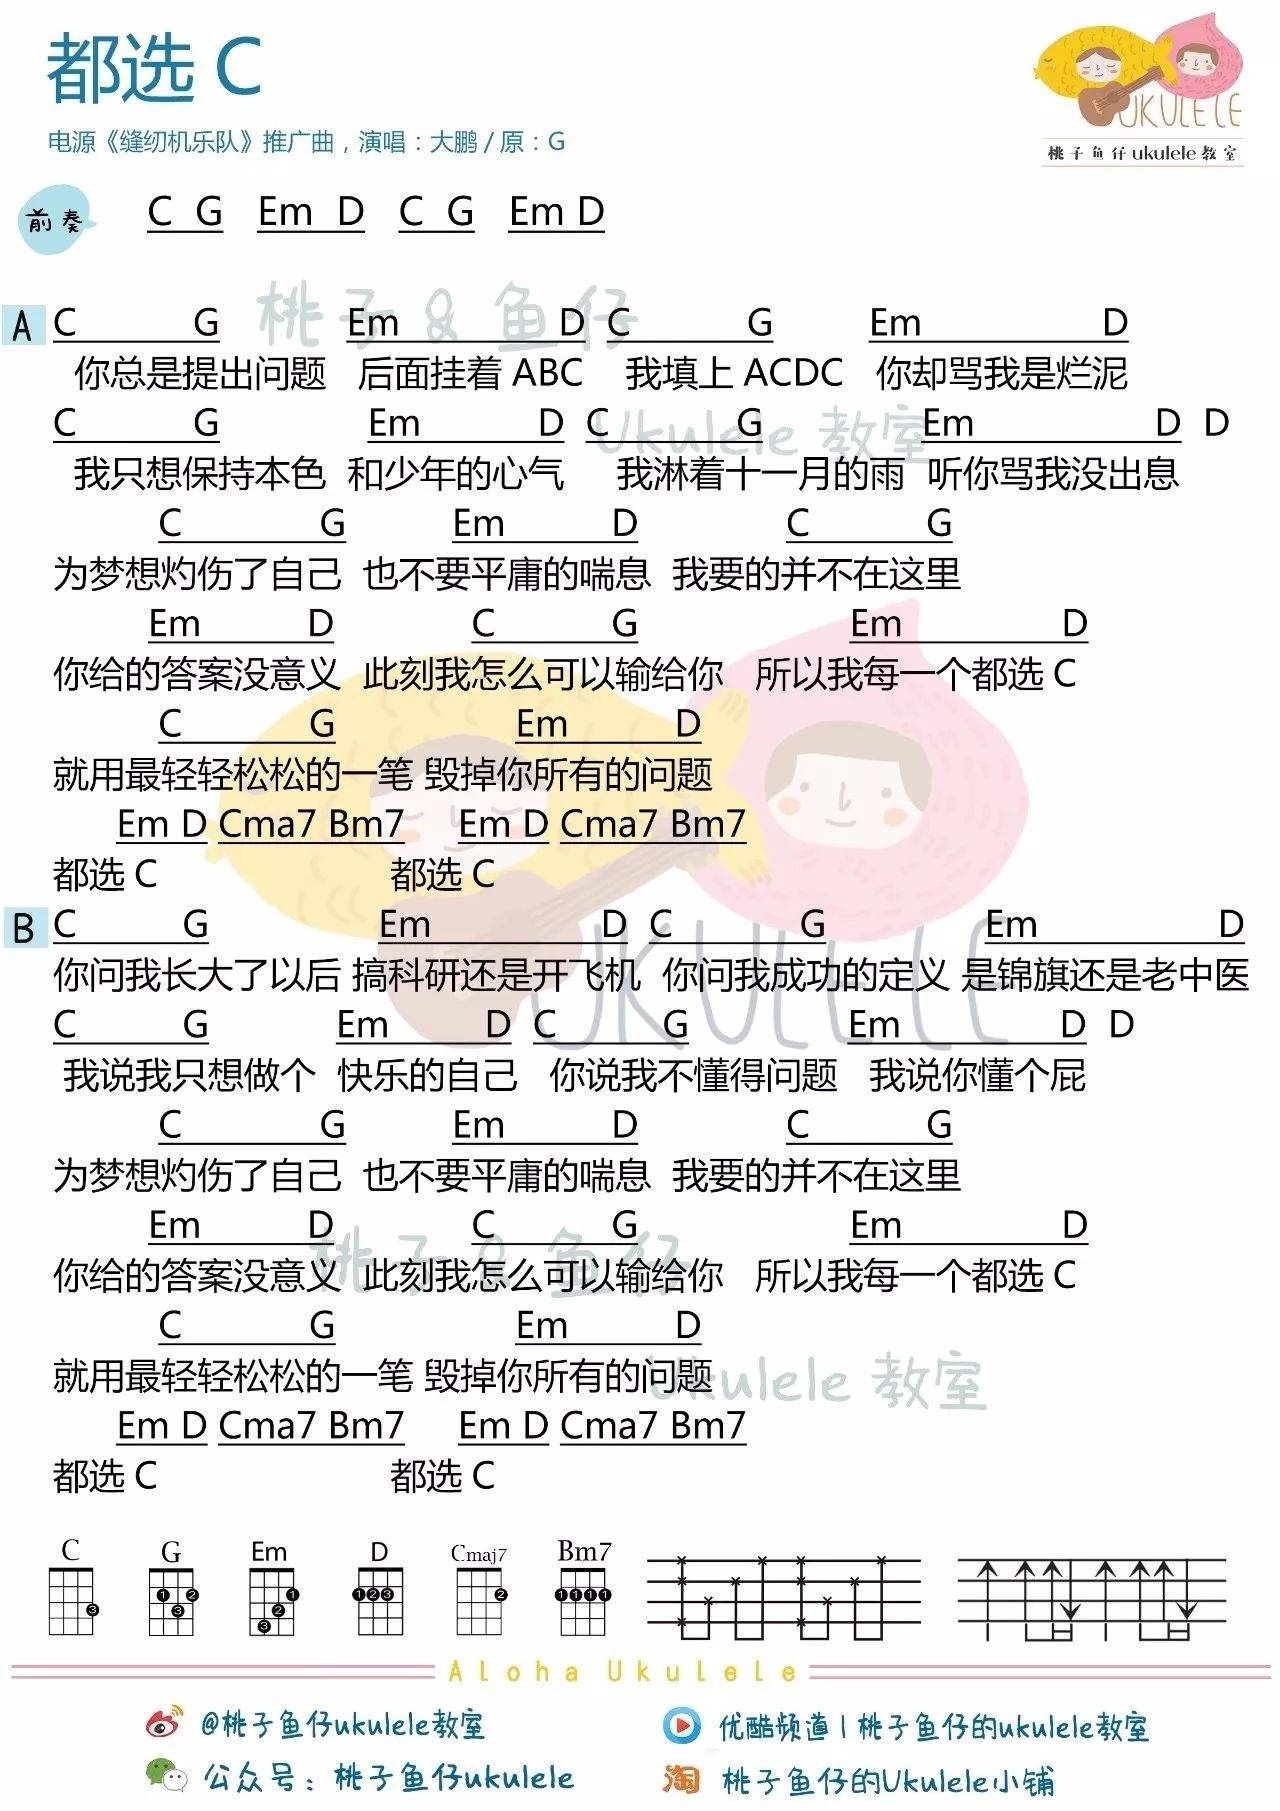 都选 C
UKULELE
电源《缝纫机乐队》推广曲，演唱：大鹏 / 原：G
桃子鱼仔ukulele教室
前奏 C G Em D C G Em D
桃子&鱼仔
A C G Em D C G Em D
你总是提出问题 后面挂着 ABC 我填上 ACDC 你却骂我是烂泥
Ukulele 教室
C G Em D C G Em D D
我只想保持本色 和少年的心气 我淋着十一月的雨 听你骂我没出息
C G Em D C G
为梦想灼伤了自己 也不要平庸的喘息 我要的并不在这里
Em D C G Em D
你给的答案没意义 此刻我怎么可以输给你 所以我每一个都选 C
C G Em D
就用最轻轻松松的一笔 毁掉你所有的问题
Em D Cma7 Bm7 Em D Cma7 Bm7
都选 C 都选 C
B C G Em D C G Em D
你问我长大了以后 搞科研还是开飞机 你问我成功的定义 是锦旗还是老中医
UKULELE
C G Em D C G Em D D
我说我只想做个 快乐的自己 你说我不懂得问题 我说你懂个屁
C G Em D C G
为梦想灼伤了自己 也不要平庸的喘息 我要的并不在这里
Em D C G Em D
桃子&鱼仔
你给的答案没意义 此刻我怎么可以输给你 所以我每一个都选 C
C G Em D
就用最轻轻松松的一笔 毁掉你所有的问题
Ukulele 教室
Em D Cma7 Bm7 Em D Cma7 Bm7
都选 C 都选 C
C G Em D Cmaj7 Bm7
3 1 2 3 1 2 3 1 2 3 2 1 1 1 1
Aloha Ukulele
@桃子鱼仔ukulele教室 优酷频道 | 桃子鱼仔的ukulele教室
公众号：桃子鱼仔ukulele 淘 桃子鱼仔的Ukulele小铺